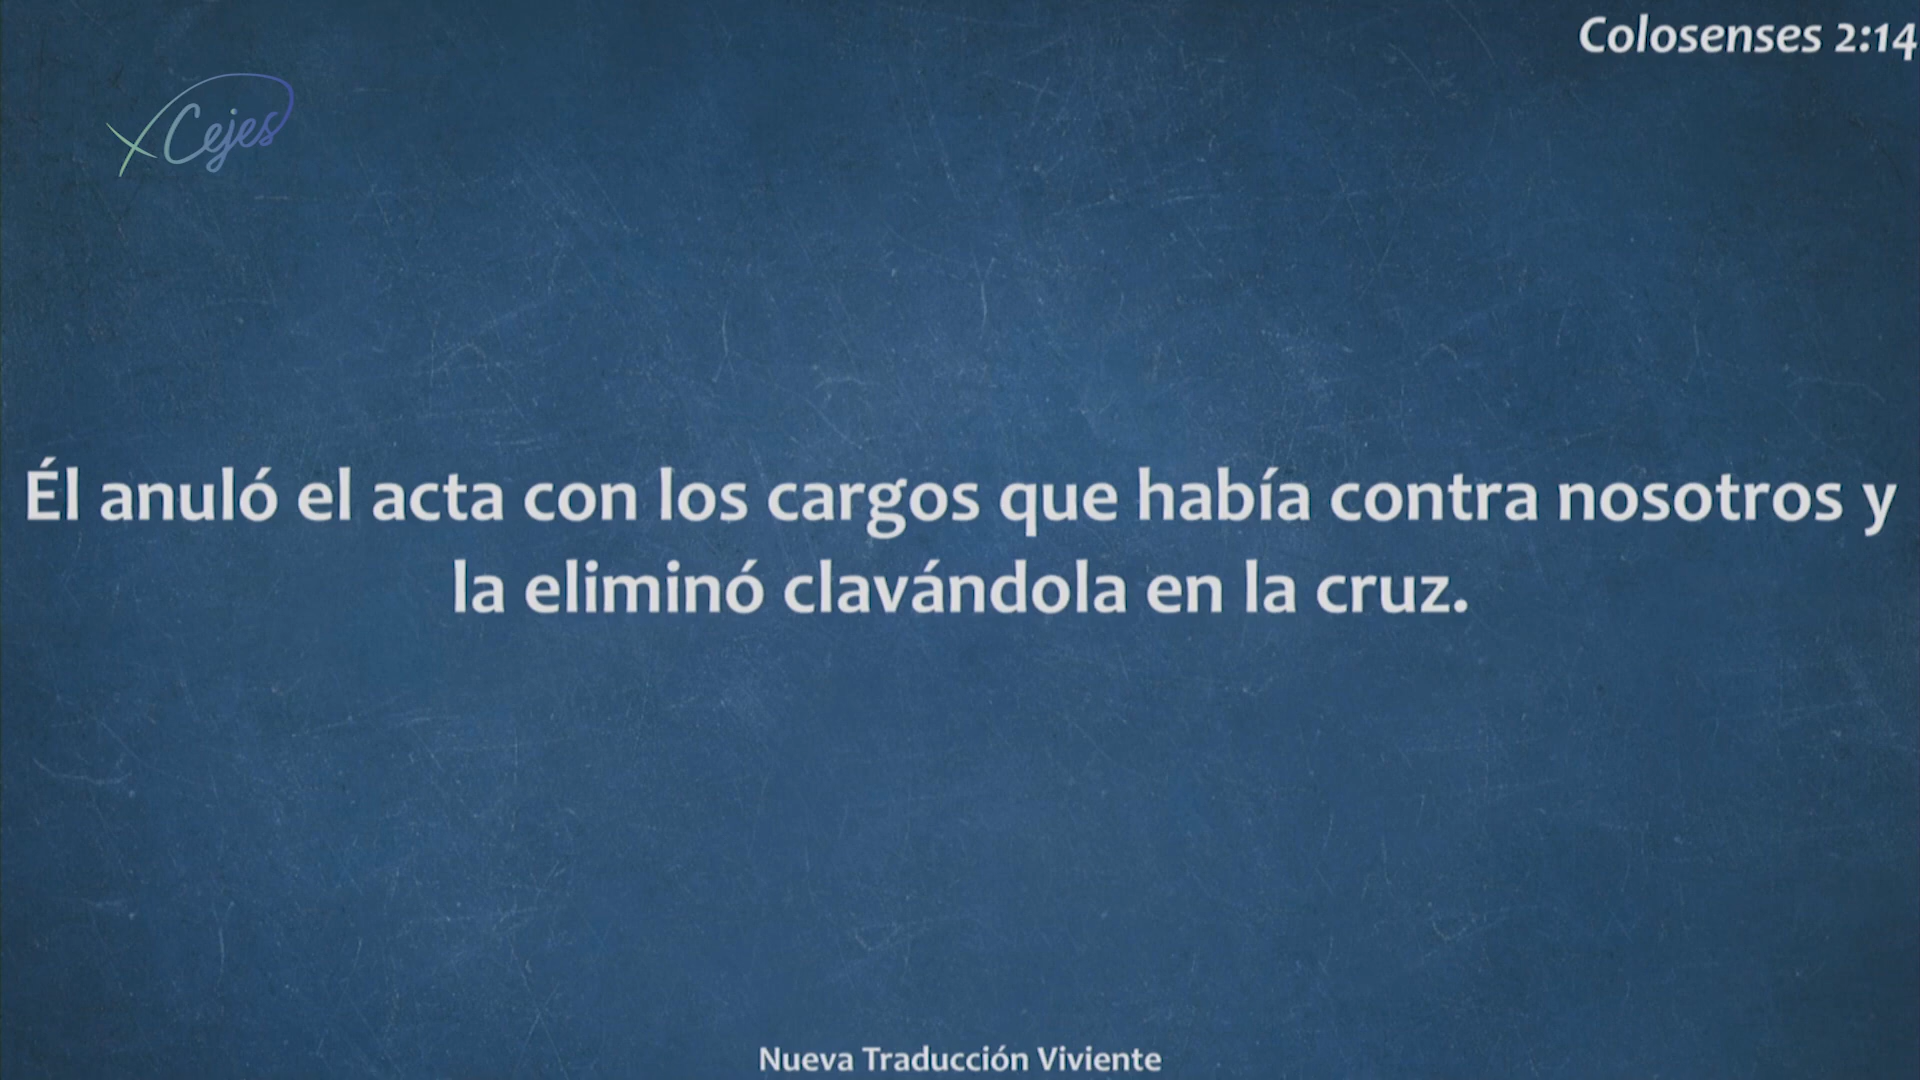 Colosenses 2:14
Cejes
Él anuló el acta con los cargos que había contra nosotros y
la eliminó clavándola en la cruz.
Nueva Traducción Viviente